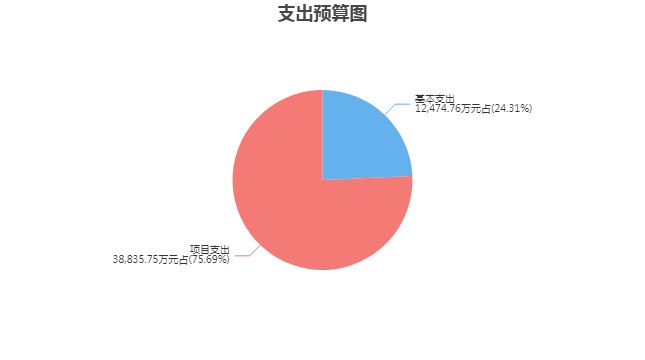 支出预算图
基本支出
12,474.76万元占(24.31%)
项目支出
38,835.75万元占(75.69%)